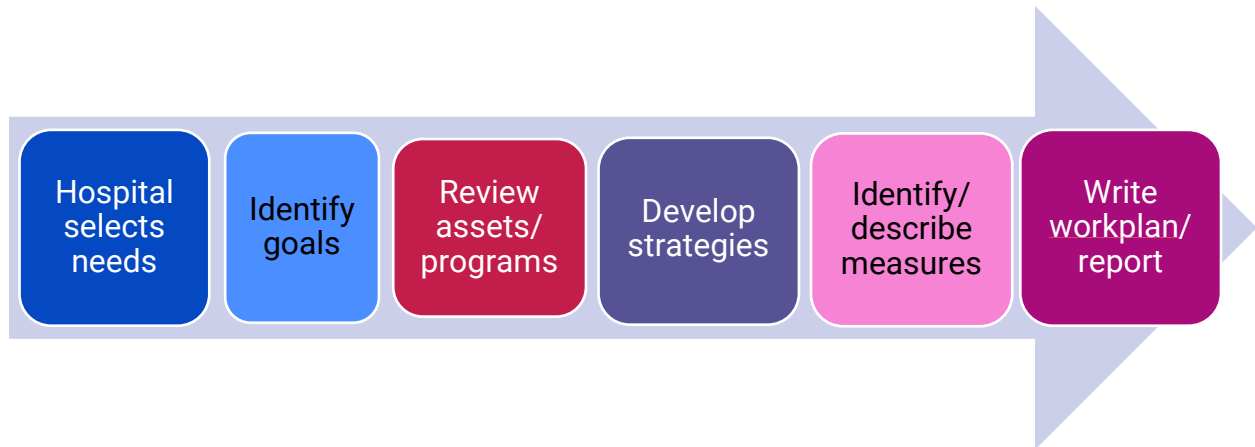 Hospital
selects
needs
Identify
goals
Review
assets/
programs
Develop
strategies
Identify/
describe
measures
Write
workplan/
report